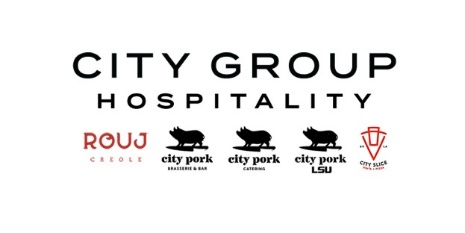 CITY GROUP
HOSPITALITY
ROUJ
CREOLE
city pork
BRASSERIE & BAR
city pork
CATERING
city pork
LSU
CITY SLICE